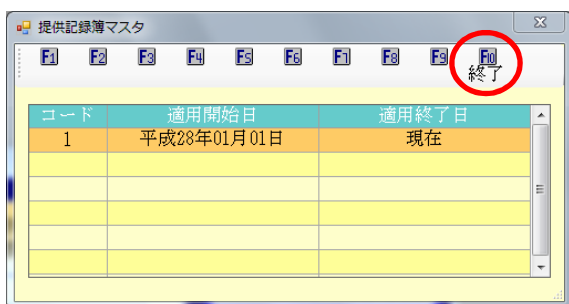 提供記録簿マスタ
F1 F2 F3 F4 F5 F6 F7 F8 F9 F10
終了
コード 適用開始日 適用終了日
1 平成28年01月01日 現在